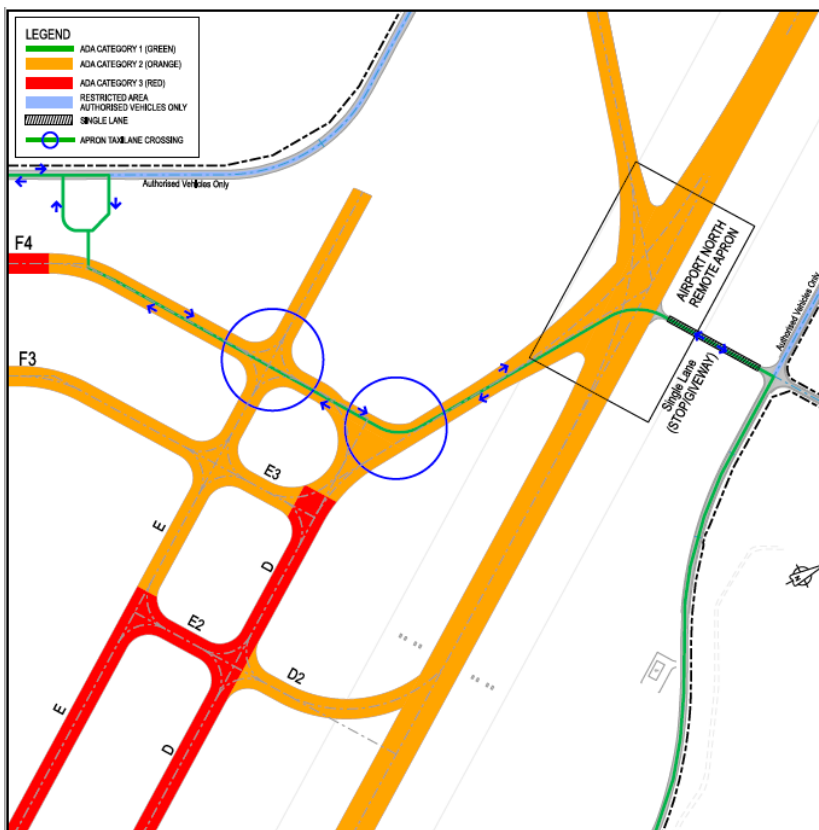 LEGEND
ADA CATEGORY 1 (GREEN)
ADA CATEGORY 2 (ORANGE)
ADA CATEGORY 3 (RED)
RESTRICTED AREA
AUTHORISED VEHICLES ONLY
SINGLE LANE
APRON TAXILANE CROSSING
Authorised Vehicles Only
F4
F3
AIRPORT NORTH
REMOTE APRON
Authorised Vehicles Only
Single Lane
(STOP/GIVEWAY)
E3
E
D
E2
D2
E
D